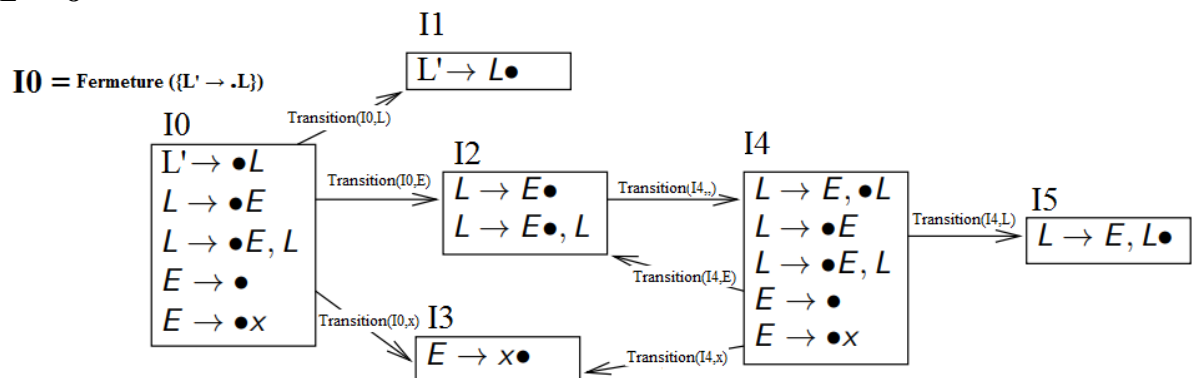 I1
L' → L●
I0 = Fermeture ({L' → .L})
Transition(I0,L)
I0
L' → ●L
L → ●E
L → ●E, L
E → ●
E → ●x
Transition(I0,E)
I2
L → E●
L → E●, L
Transition(I4,,)
I4
L → E, ●L
L → ●E
L → ●E, L
E → ●
E → ●x
Transition(I4,L)
I5
L → E, L●
Transition(I4,E)
Transition(I0,x)
I3
E → x●
Transition(I4,x)